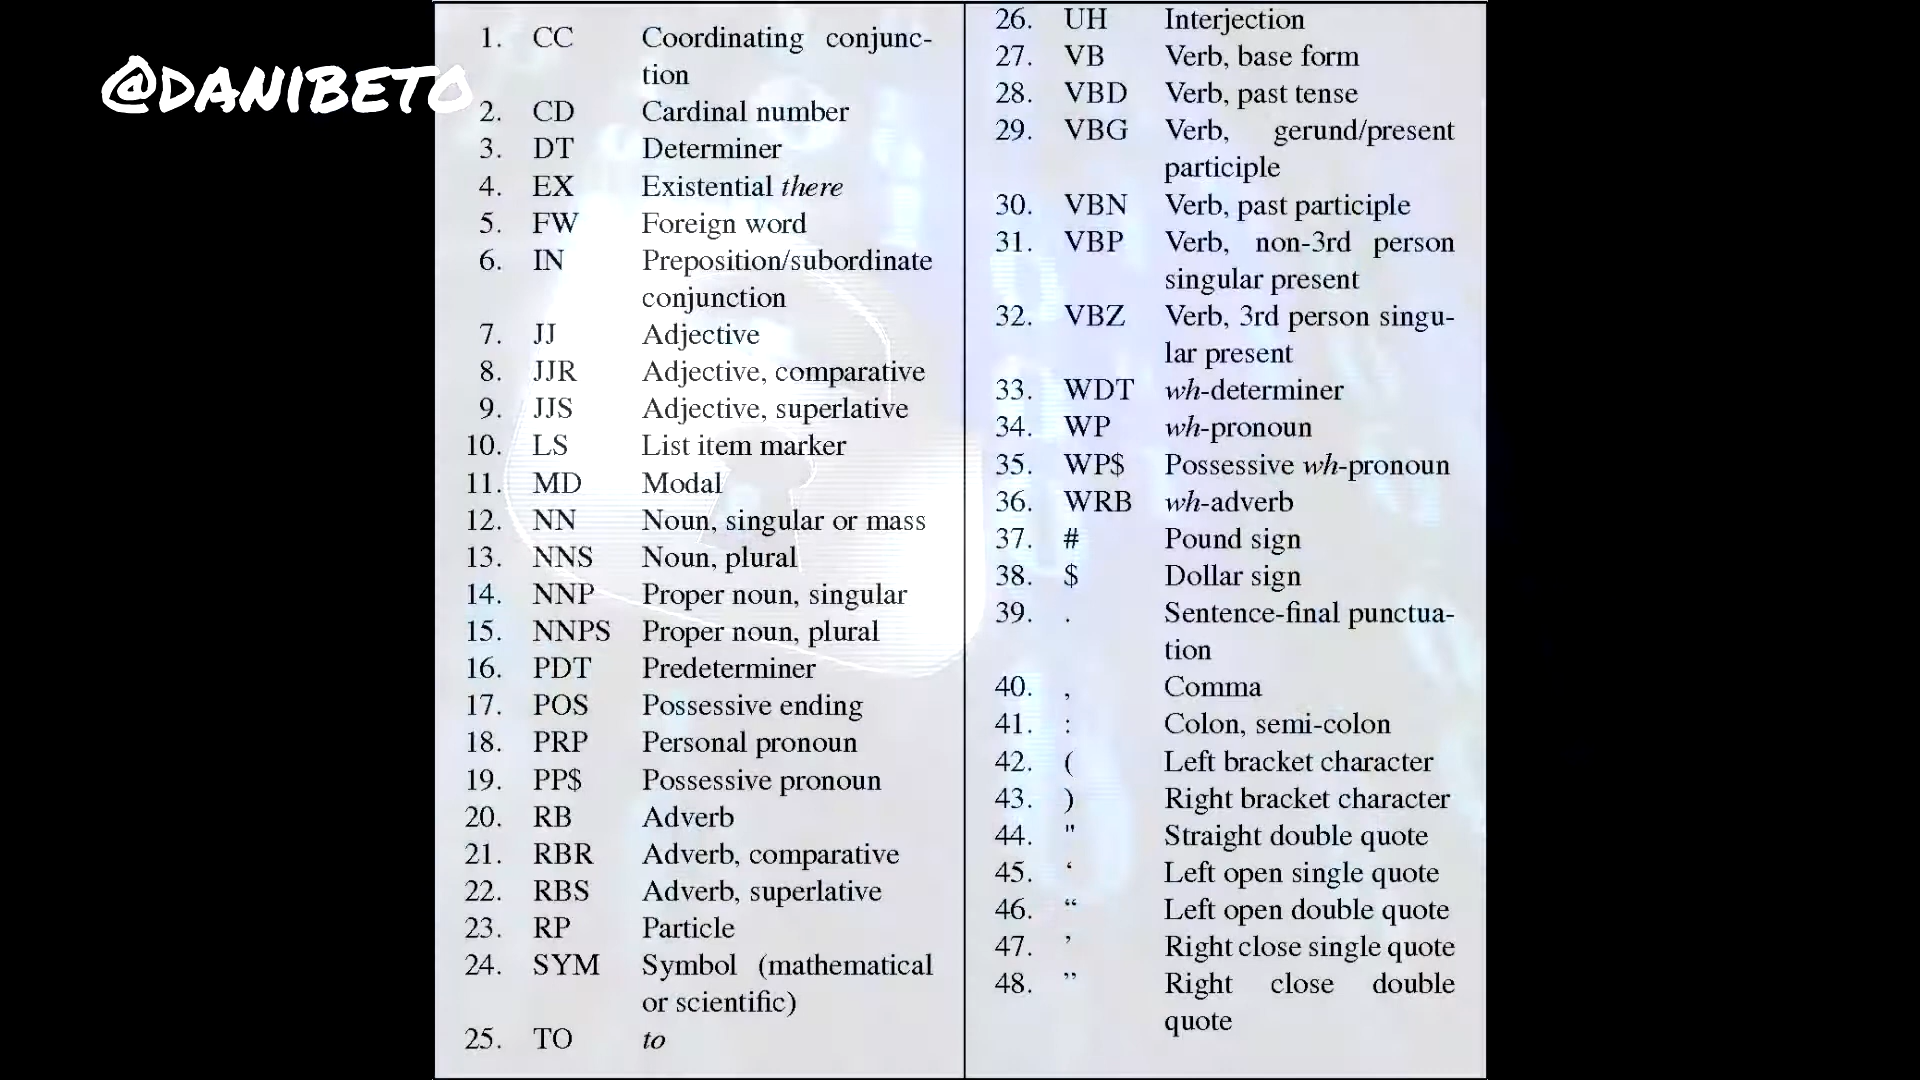 @DANIBETO
1. CC Coordinating conjunc-
tion
2. CD Cardinal number
3. DT Determiner
4. EX Existential there
5. FW Foreign word
6. IN Preposition/subordinate
conjunction
7. JJ Adjective
8. JJR Adjective, comparative
9. JJS Adjective, superlative
10. LS List item marker
11. MD Modal
12. NN Noun, singular or mass
13. NNS Noun, plural
14. NNP Proper noun, singular
15. NNPS Proper noun, plural
16. PDT Predeterminer
17. POS Possessive ending
18. PRP Personal pronoun
19. PP$ Possessive pronoun
20. RB Adverb
21. RBR Adverb, comparative
22. RBS Adverb, superlative
23. RP Particle
24. SYM Symbol (mathematical
or scientific)
25. TO to
26. UH Interjection
27. VB Verb, base form
28. VBD Verb, past tense
29. VBG Verb, gerund/present
participle
30. VBN Verb, past participle
31. VBP Verb, non-3rd person
singular present
32. VBZ Verb, 3rd person singu-
lar present
33. WDT wh-determiner
34. WP wh-pronoun
35. WP$ Possessive wh-pronoun
36. WRB wh-adverb
37. # Pound sign
38. $ Dollar sign
39. . Sentence-final punctua-
tion
40. , Comma
41. : Colon, semi-colon
42. ( Left bracket character
43. ) Right bracket character
44. " Straight double quote
45. ‘ Left open single quote
46. “ Left open double quote
47. ’ Right close single quote
48. ” Right close double
quote